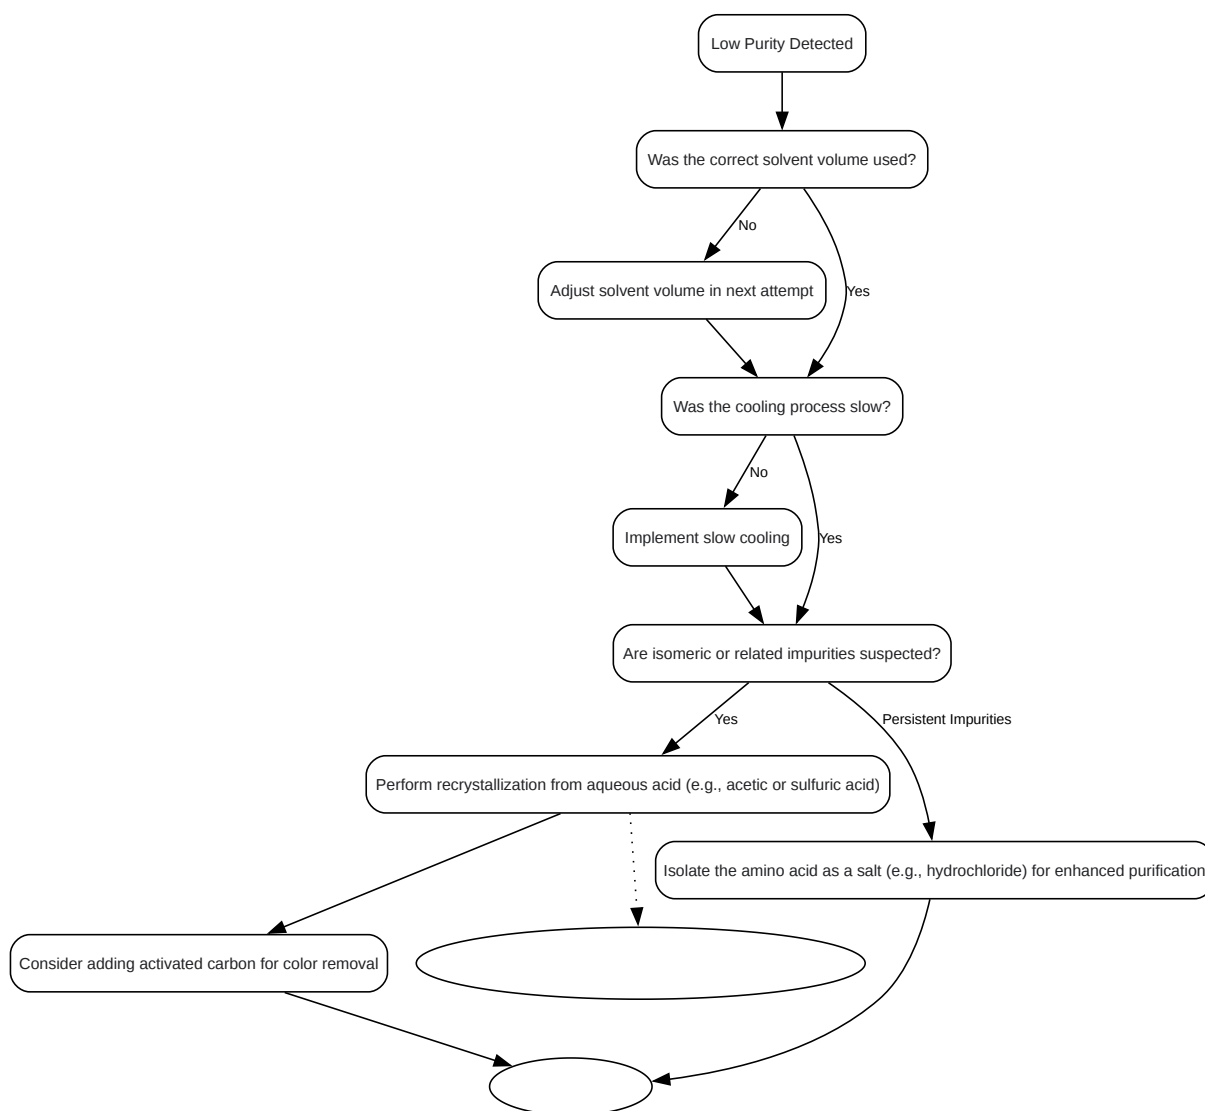 Low Purity Detected
Was the correct solvent volume used?
No
Adjust solvent volume in next attempt
Yes
Was the cooling process slow?
No
Implement slow cooling
Yes
Are isomeric or related impurities suspected?
Yes
Persistent Impurities
Perform recrystallization from aqueous acid (e.g., acetic or sulfuric acid)
Isolate the amino acid as a salt (e.g., hydrochloride) for enhanced purification
Consider adding activated carbon for color removal